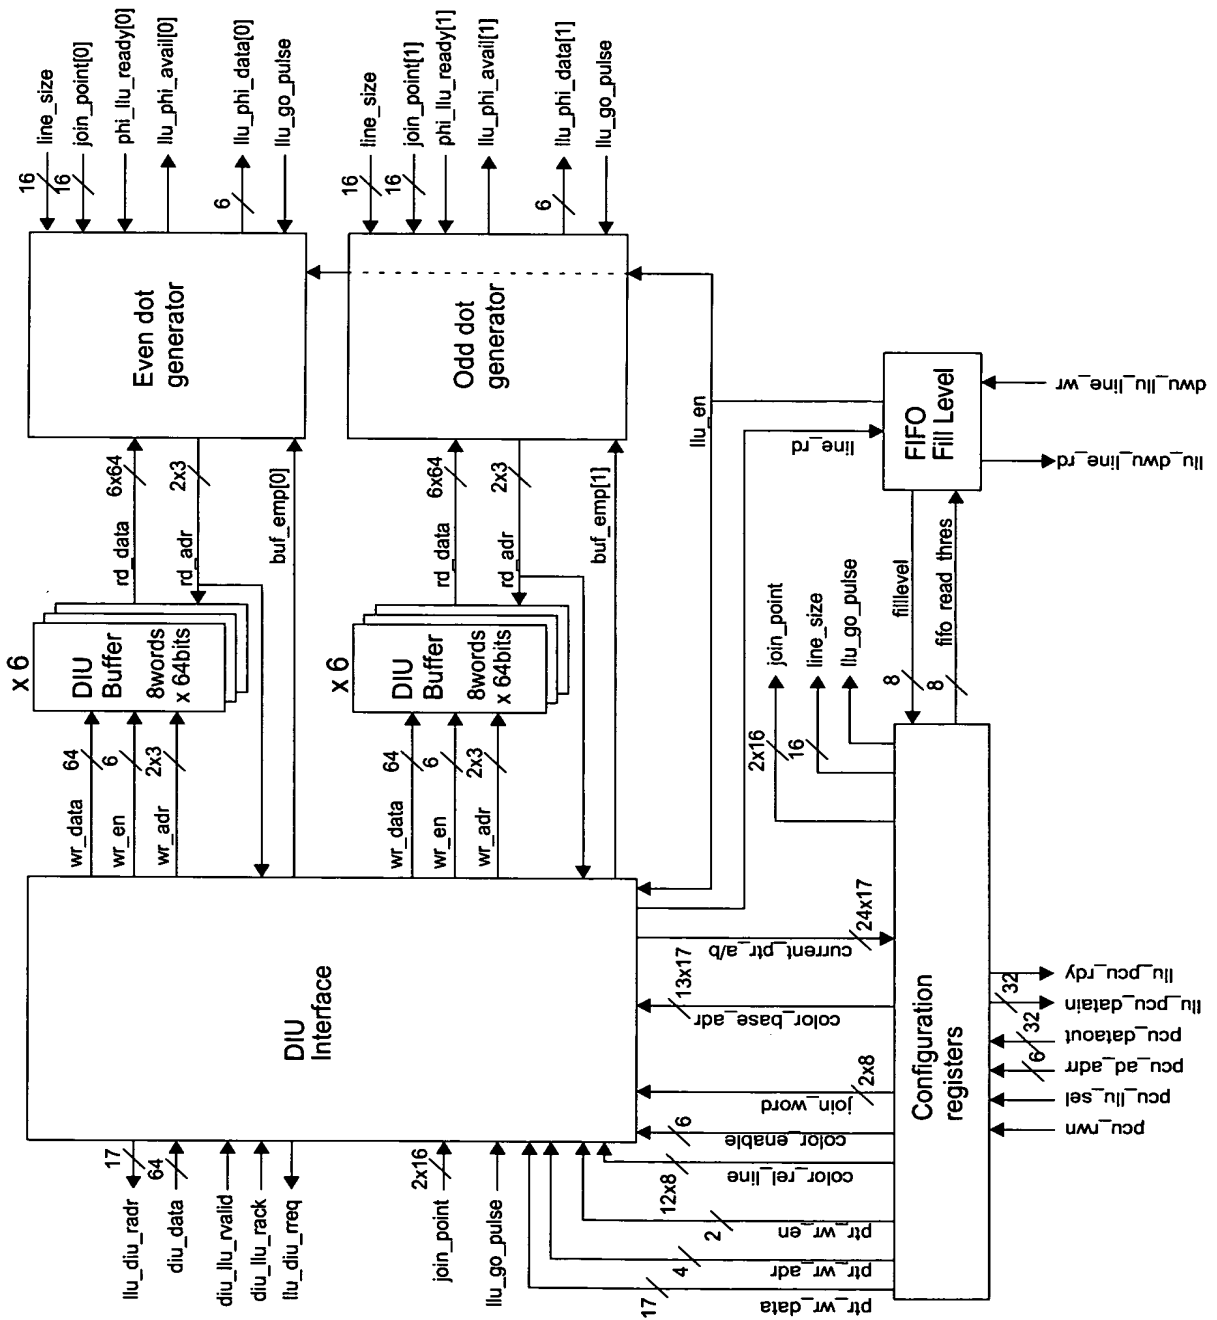 line_size
join_point[0]
phi_llu_ready[0]
llu_phi_avail[0]
llu_phi_data[0]
llu_go_pulse
16
16
6
Even dot
generator
line_size
join_point[1]
phi_llu_ready[1]
llu_phi_avail[1]
llu_phi_data[1]
llu_go_pulse
16
16
6
Odd dot
generator
rd_data
6x64
rd_adr
2x3
buf_emp[0]
rd_data
6x64
rd_adr
2x3
buf_emp[1]
llu_en
line_rd
x 6
DIU
Buffer
8words
x 64bits
x 6
DIU
Buffer
8words
x 64bits
FIFO
Fill Level
dwu_llu_line_wr
llu_dwu_line_rd
wr_data
64
wr_en
6
wr_adr
2x3
wr_data
64
wr_en
6
wr_adr
2x3
join_point
2x16
line_size
16
llu_go_pulse
filllevel
8
fifo_read_thres
8
DIU
Interface
current_ptr_a/b
24x17
color_base_adr
13x17
join_word
2x8
color_enable
6
color_rel_line
12x8
ptr_wr_en
2
ptr_wr_adr
4
ptr_wr_data
17
llu_diu_radr
17
diu_data
64
diu_llu_rvalid
diu_llu_rack
llu_diu_rreq
join_point
2x16
llu_go_pulse
Configuration
registers
llu_pcu_rdy
llu_pcu_datain
32
pcu_dataout
32
pcu_ad_adrr
6
pcu_llu_sel
pcu_rwn